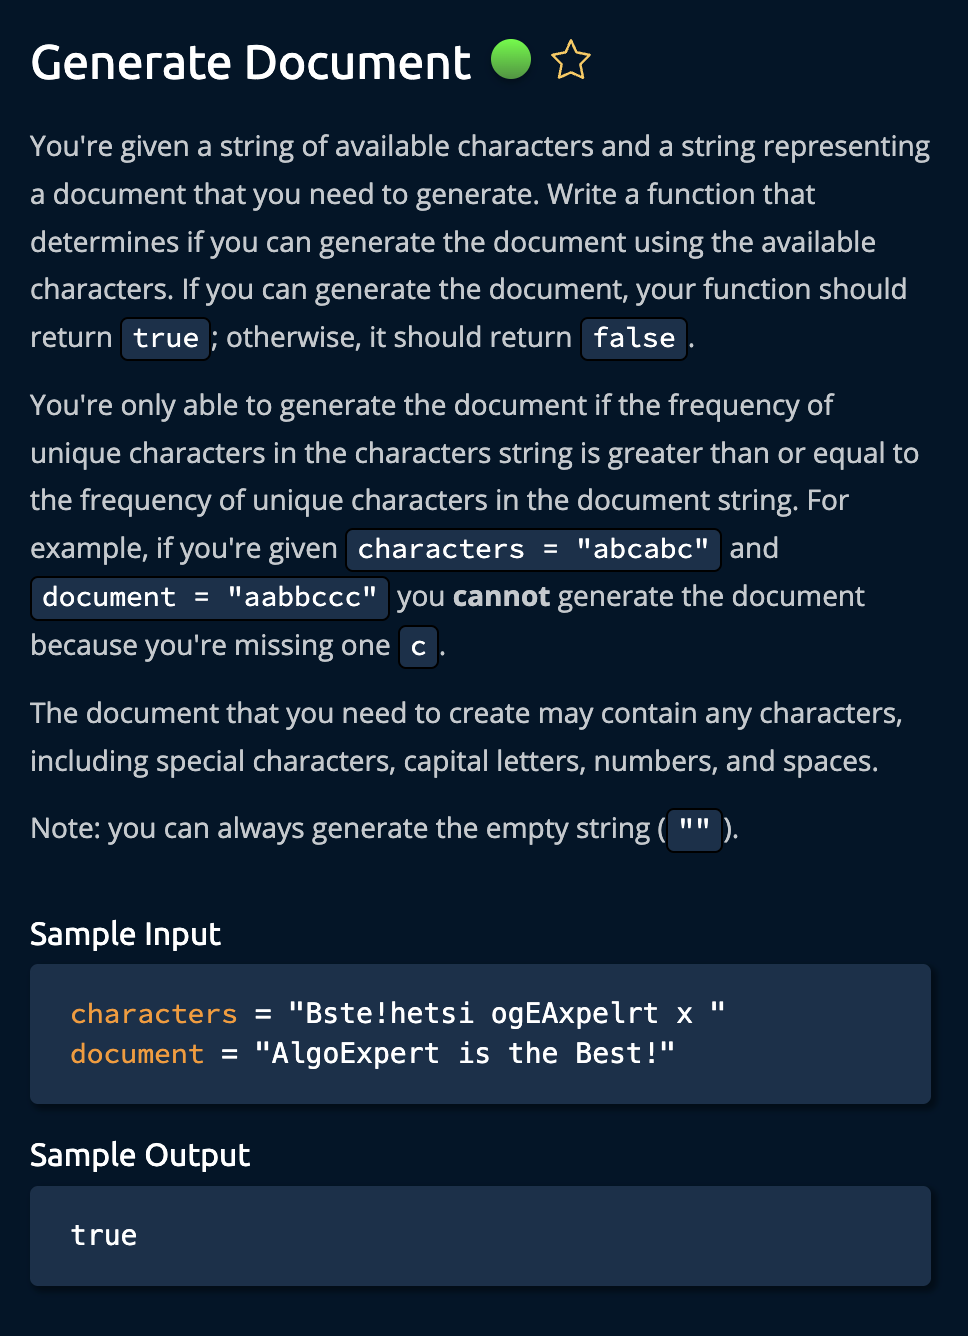 Generate Document
You're given a string of available characters and a string representing
a document that you need to generate. Write a function that
determines if you can generate the document using the available
characters. If you can generate the document, your function should
return true; otherwise, it should return false.
You're only able to generate the document if the frequency of
unique characters in the characters string is greater than or equal to
the frequency of unique characters in the document string. For
example, if you're given characters = "abcabc" and
document = "aabbccc" you cannot generate the document
because you're missing one c.
The document that you need to create may contain any characters,
including special characters, capital letters, numbers, and spaces.
Note: you can always generate the empty string ("").
Sample Input
characters = "Bste!hetsi ogEAxpelrt x "
document = "AlgoExpert is the Best!"
Sample Output
true